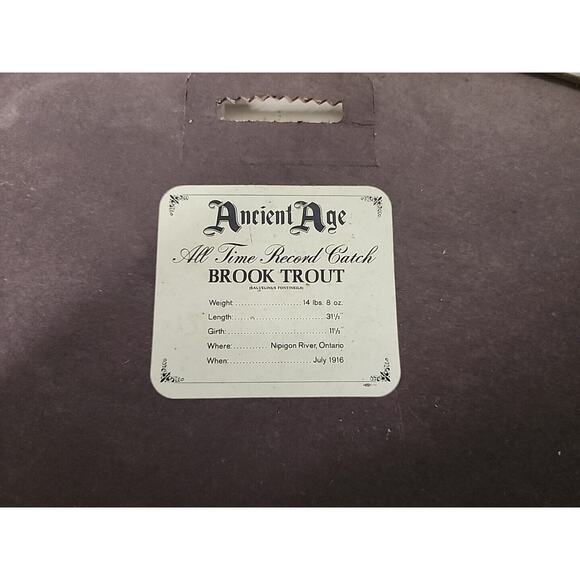 Ancient Age
All Time Record Catch
BROOK TROUT
(SALVELINUS FONTINEILS)
Weight: 14 lbs. 8 oz.
Length: 31½"
Girth: 11½"
Where: Nipigon River, Ontario
When: July 1916